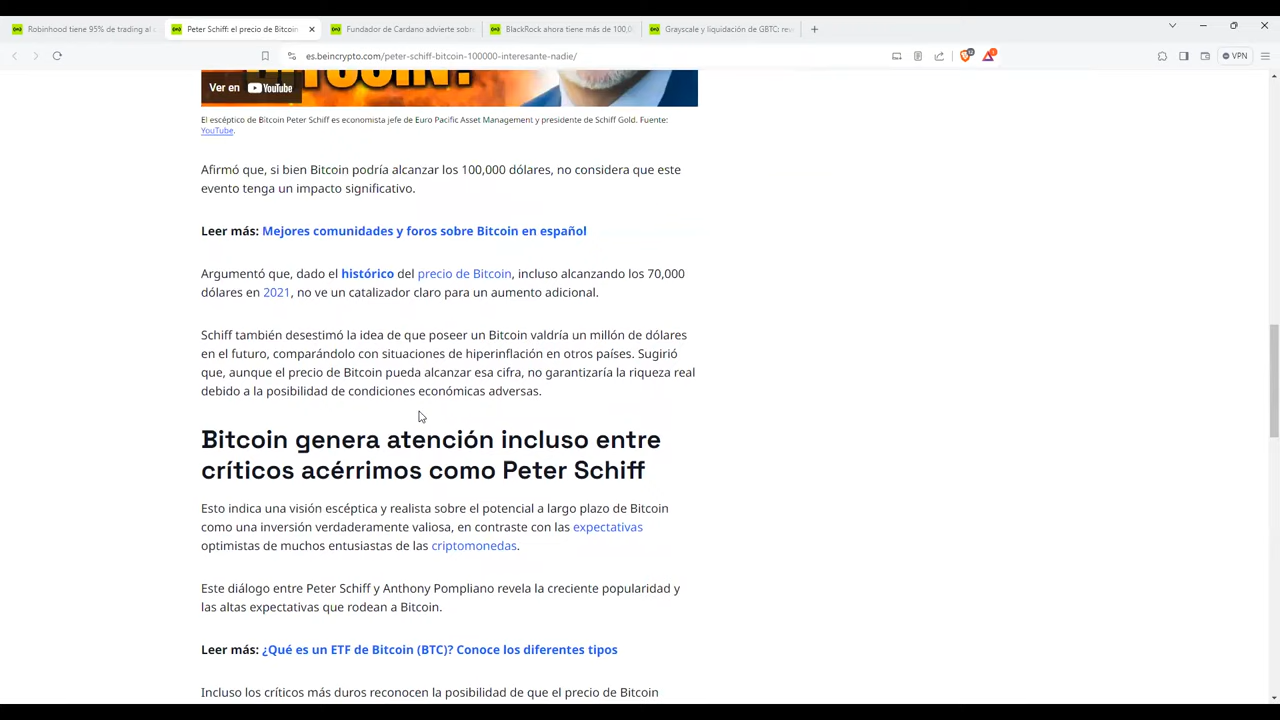 Robinhood tiene 95% de trading al
Peter Schiff: el precio de Bitcoin
Fundador de Cardano advierte sobr
BlackRock ahora tiene más de 100,0
Grayscale y liquidación de GBTC: re
es.beincrypto.com/peter-schiff-bitcoin-100000-interesante-nadie/
VPN
BITCOIN?
Ver en YouTube
El escéptico de Bitcoin Peter Schiff es economista jefe de Euro Pacific Asset Management y presidente de Schiff Gold. Fuente:
YouTube.
Afirmó que, si bien Bitcoin podría alcanzar los 100,000 dólares, no considera que este
evento tenga un impacto significativo.
Leer más: Mejores comunidades y foros sobre Bitcoin en español
Argumentó que, dado el histórico del precio de Bitcoin, incluso alcanzando los 70,000
dólares en 2021, no ve un catalizador claro para un aumento adicional.
Schiff también desestimó la idea de que poseer un Bitcoin valdría un millón de dólares
en el futuro, comparándolo con situaciones de hiperinflación en otros países. Sugirió
que, aunque el precio de Bitcoin pueda alcanzar esa cifra, no garantizaría la riqueza real
debido a la posibilidad de condiciones económicas adversas.
Bitcoin genera atención incluso entre
críticos acérrimos como Peter Schiff
Esto indica una visión escéptica y realista sobre el potencial a largo plazo de Bitcoin
como una inversión verdaderamente valiosa, en contraste con las expectativas
optimistas de muchos entusiastas de las criptomonedas.
Este diálogo entre Peter Schiff y Anthony Pompliano revela la creciente popularidad y
las altas expectativas que rodean a Bitcoin.
Leer más: ¿Qué es un ETF de Bitcoin (BTC)? Conoce los diferentes tipos
Incluso los críticos más duros reconocen la posibilidad de que el precio de Bitcoin